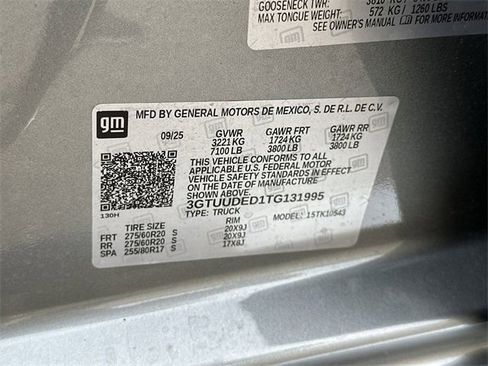 GOOSENECK TWR:
MAX TONGUE WEIGHT: 572 KG / 1260 LBS
SEE OWNER'S MANUAL FOR MORE INFORMATION
gm
MFD BY GENERAL MOTORS DE MEXICO, S. DE R.L. DE C.V.
09/25 GVWR GAWR FRT GAWR RR
3221 KG 1724 KG 1724 KG
7100 LB 3800 LB 3800 LB
THIS VEHICLE CONFORMS TO ALL
APPLICABLE U.S. FEDERAL MOTOR
VEHICLE SAFETY STANDARDS IN
EFFECT ON THE DATE OF
MANUFACTURE SHOWN ABOVE.
3GTUUDED1TG131995
130H
TYPE: TRUCK MODEL: 15TK10543
TIRE SIZE RIM
FRT 275/60R20 S 20X9J
RR 275/60R20 S 20X9J
SPA 255/80R17 S 17X8J